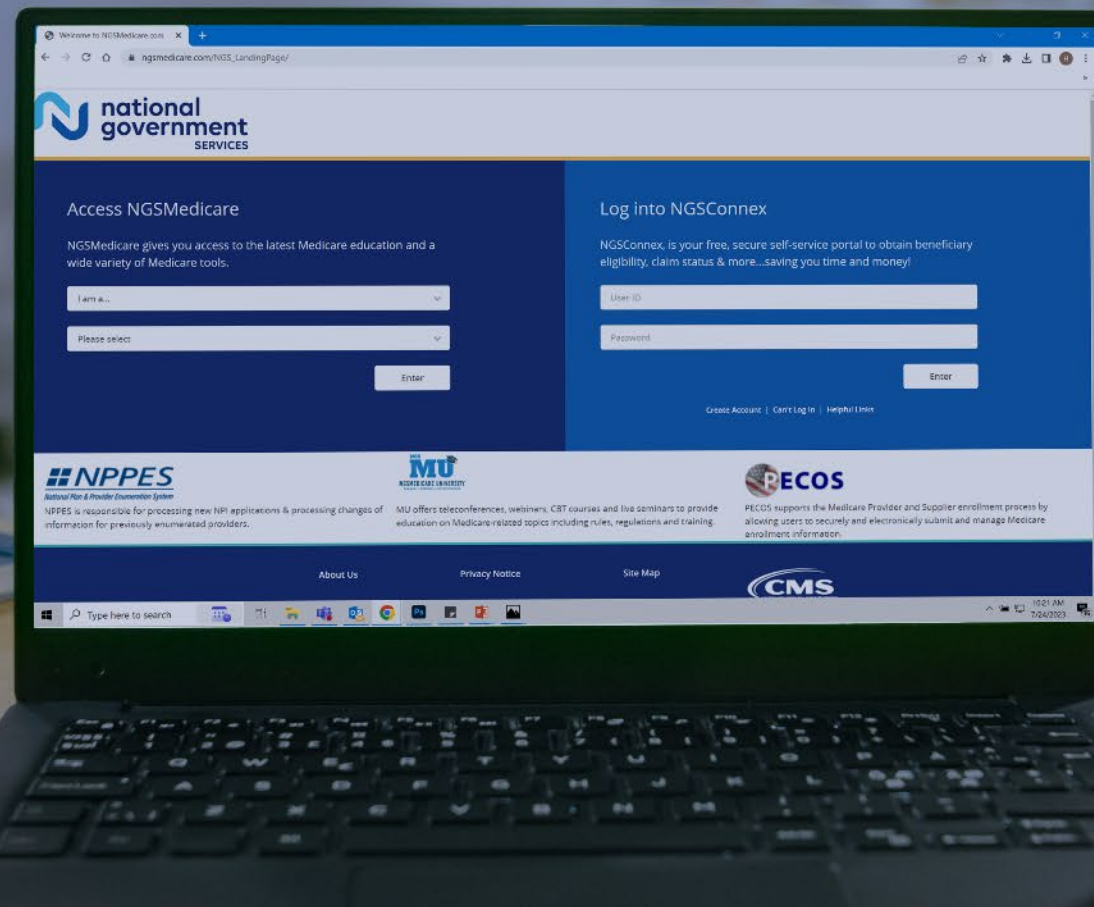 Welcome to NGSMedicare.com
ngsmedicare.com/NGS_LandingPage/
national
government
SERVICES
Access NGSMedicare
NGSMedicare gives you access to the latest Medicare education and a
wide variety of Medicare tools.
I am a...
Please select
Enter
Log into NGSConnex
NGSConnex, is your free, secure self-service portal to obtain beneficiary
eligibility, claim status & more...saving you time and money!
User ID
Password
Enter
Create Account | Can't Log In | Helpful Links
NPPES
National Plan & Provider Enumeration System
NPPES is responsible for processing new NPI applications & processing changes of
information for previously enumerated providers.
MU
NGSMEDICARE UNIVERSITY
MU offers teleconferences, webinars, CBT courses and live seminars to provide
education on Medicare-related topics including rules, regulations and training.
PECOS
PECOS supports the Medicare Provider and Supplier enrollment process by
allowing users to securely and electronically submit and manage Medicare
enrollment information.
About Us
Privacy Notice
Site Map
CMS
Type here to search
Ps
10:21 AM
7/24/2023